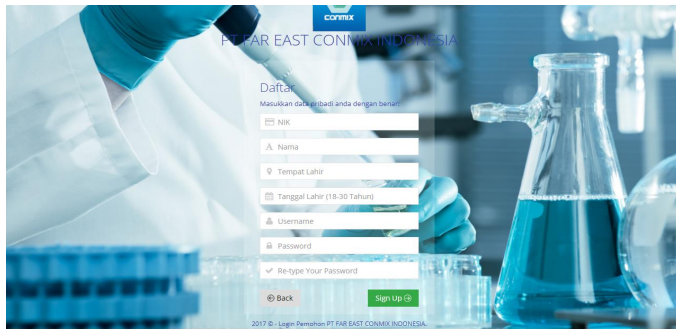 conmix
PT FAR EAST CONMIX INDONESIA
Daftar
Masukkan data pribadi anda dengan benar:
NIK
Nama
Tempat Lahir
Tanggal Lahir (18-30 Tahun)
Username
Password
Re-type Your Password
Back
Sign Up
2017 © - Login Pemohon PT FAR EAST CONMIX INDONESIA.